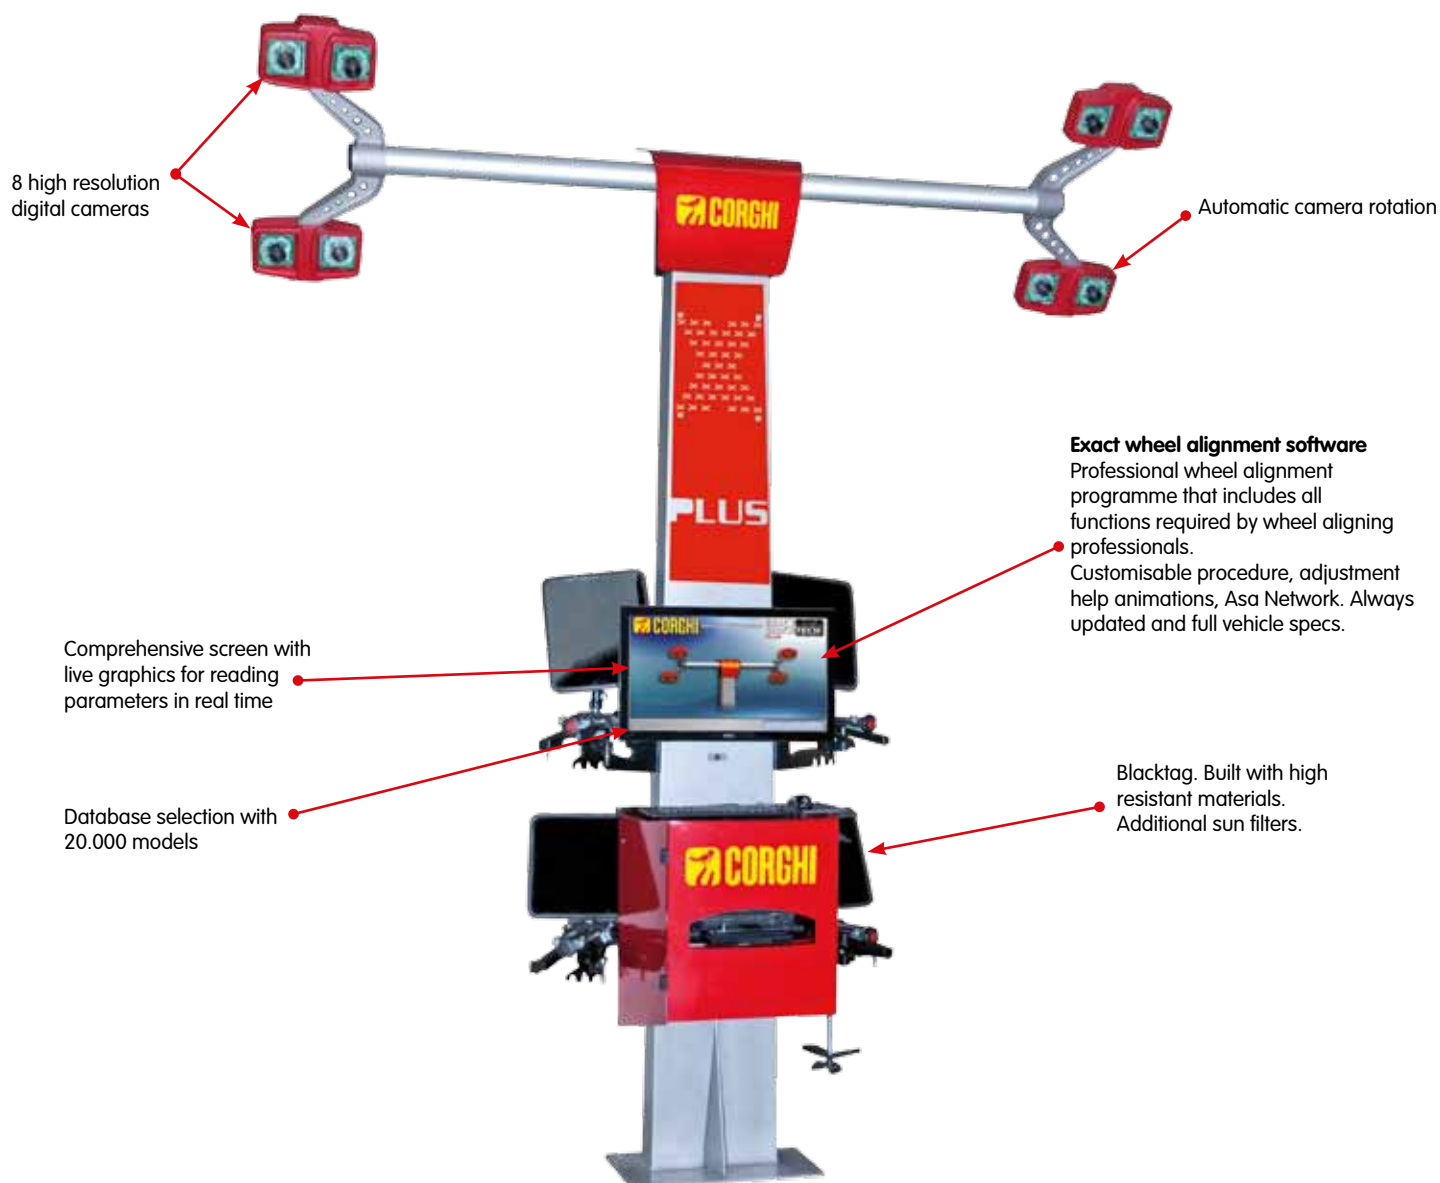 8 high resolution
digital cameras
CORGHI
Automatic camera rotation
PLUS
Exact wheel alignment software
Professional wheel alignment
programme that includes all
functions required by wheel aligning
professionals.
Customisable procedure, adjustment
help animations, Asa Network. Always
updated and full vehicle specs.
CORGHI
TECH
Comprehensive screen with
live graphics for reading
parameters in real time
Database selection with
20.000 models
Blacktag. Built with high
resistant materials.
Additional sun filters.
CORGHI